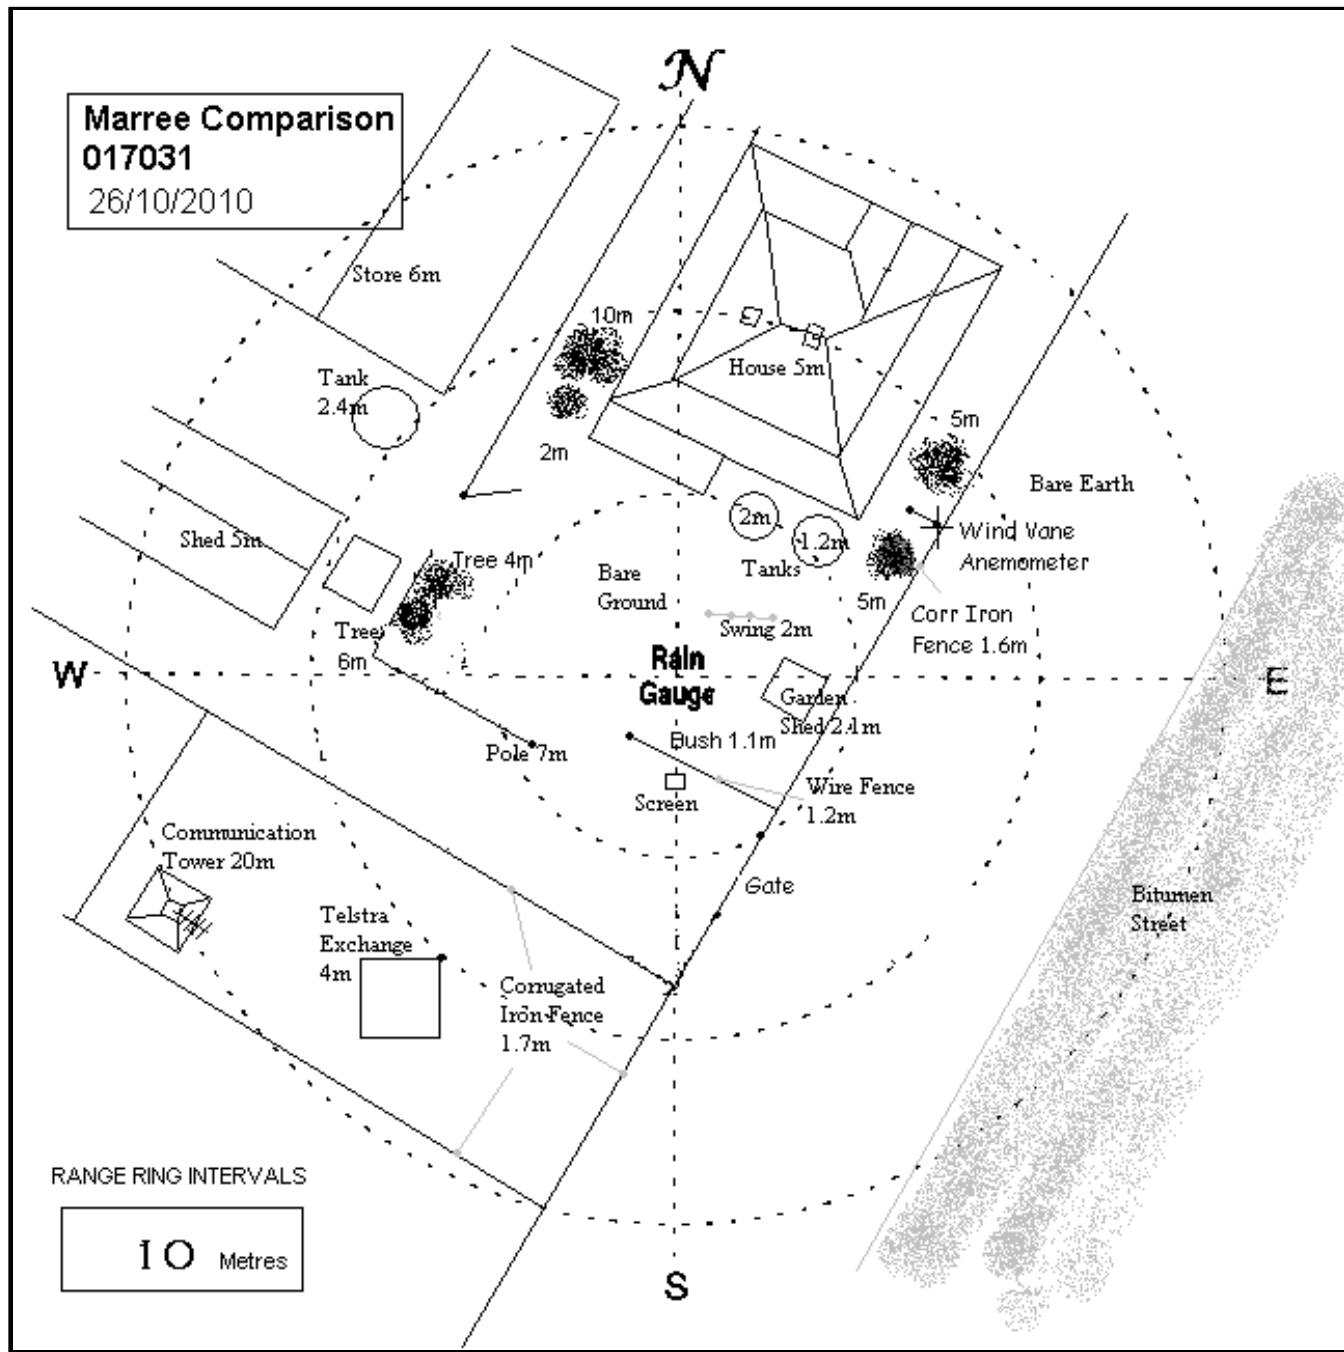 N
Marree Comparison
017031
26/10/2010
Store 6m
10m
House 5m
Tank
2.4m
2m
5m
Bare Earth
Shed 5m
2m
1.2m
Wind Vane
Anemometer
Tree 4m
Bare
Ground
Tanks
5m
Corr Iron
Fence 1.6m
Swing 2m
Tree
6m
W
Rain
Gauge
E
Garden
Shed 2.1m
Pole 7m
Bush 1.1m
Screen
Wire Fence
1.2m
Communication
Tower 20m
Gate
Bitumen
Street
Telstra
Exchange
4m
Corrugated
Iron Fence
1.7m
RANGE RING INTERVALS
10 Metres
S